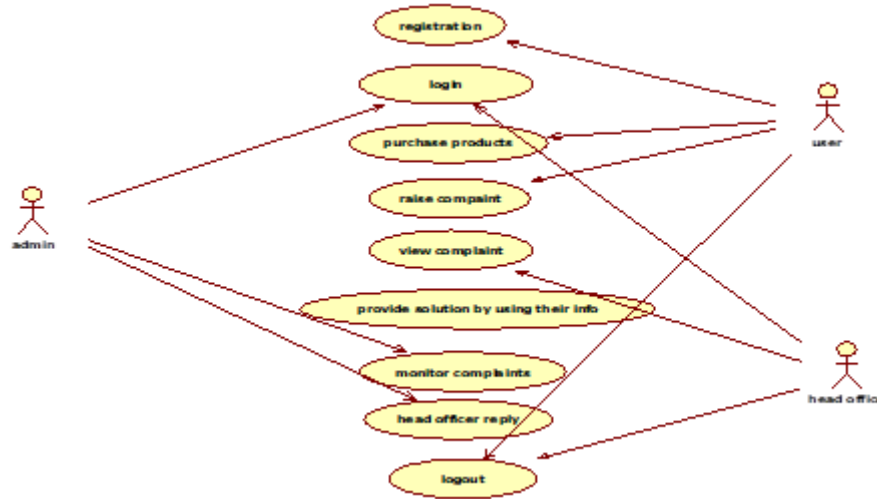 registration
login
purchase products
user
raise compaint
admin
view complaint
provide solution by using their info
monitor complaints
head offic
head officer reply
logout